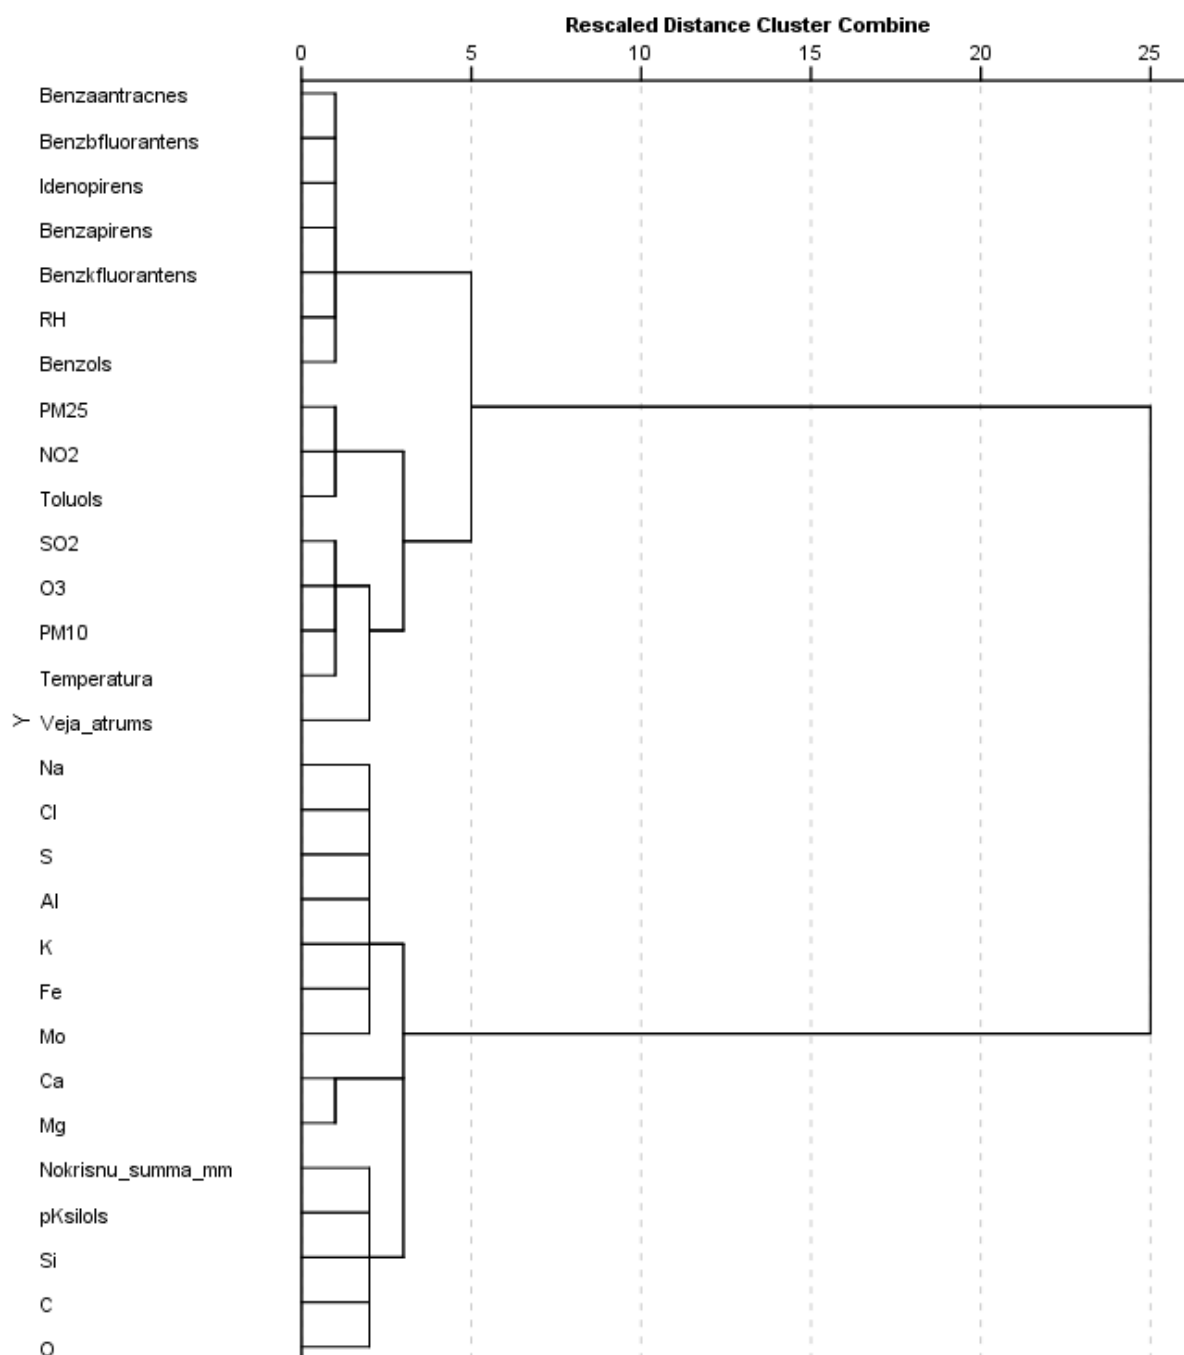 Rescaled Distance Cluster Combine
0 5 10 15 20 25
Benzaantracnes
Benzbfluorantens
Idenopirens
Benzapirens
Benzkfluorantens
RH
Benzols
PM25
NO2
Toluols
SO2
O3
PM10
Temperatura
Y Veja_atrums
Na
Cl
S
Al
K
Fe
Mo
Ca
Mg
Nokrisnu_summa_mm
pKsilols
Si
C
O